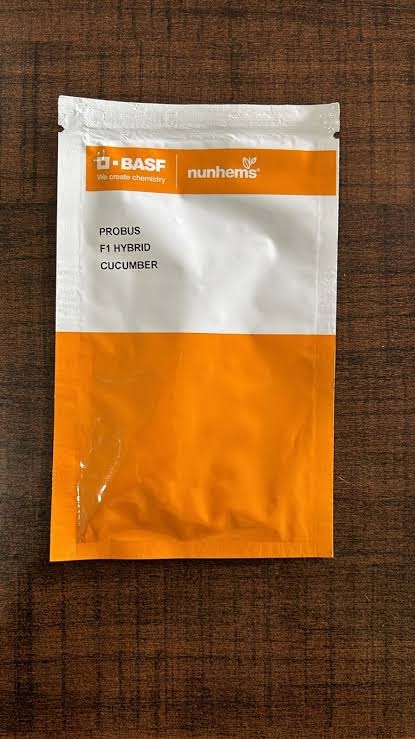 BASF
We create chemistry
nunhems®
PROBUS
F1 HYBRID
CUCUMBER